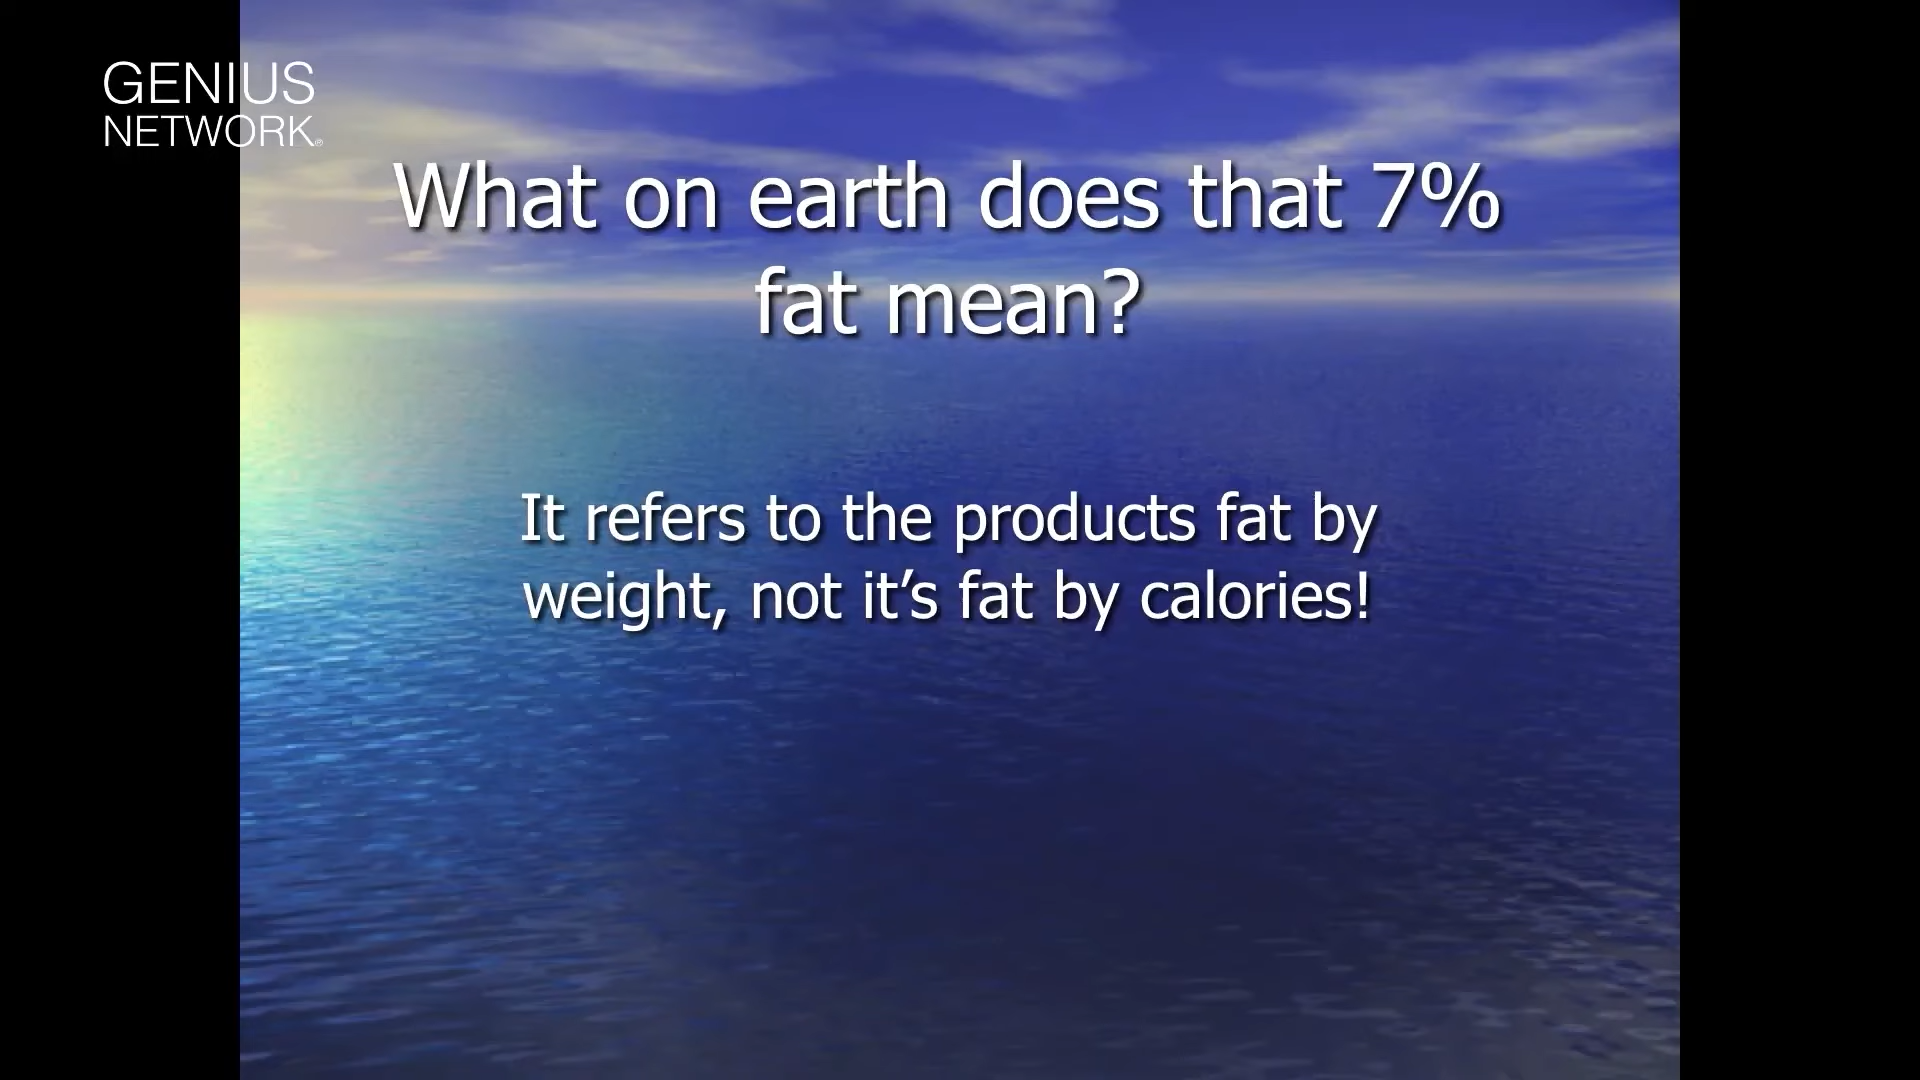 GENIUS
NETWORK®
What on earth does that 7%
fat mean?
It refers to the products fat by
weight, not it’s fat by calories!